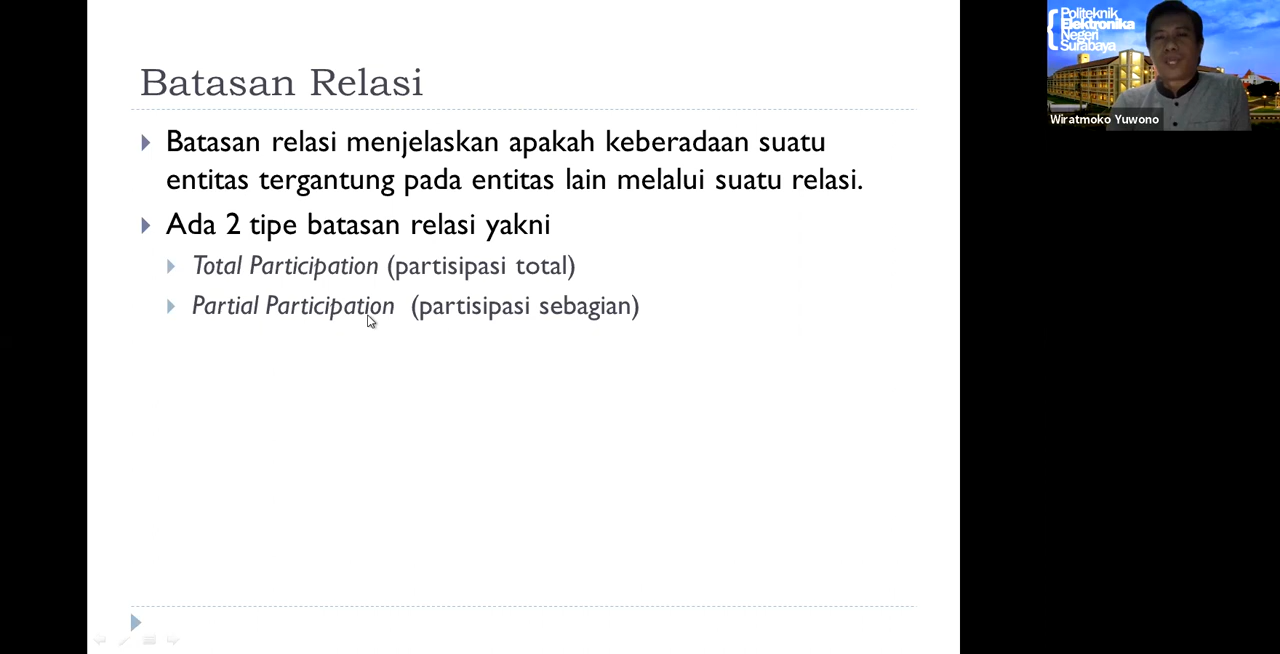 Batasan Relasi
Batasan relasi menjelaskan apakah keberadaan suatu
entitas tergantung pada entitas lain melalui suatu relasi.
Ada 2 tipe batasan relasi yakni
Total Participation (partisipasi total)
Partial Participation (partisipasi sebagian)
Politeknik
Elektronika
Negeri
Surabaya
Wiratmoko Yuwono